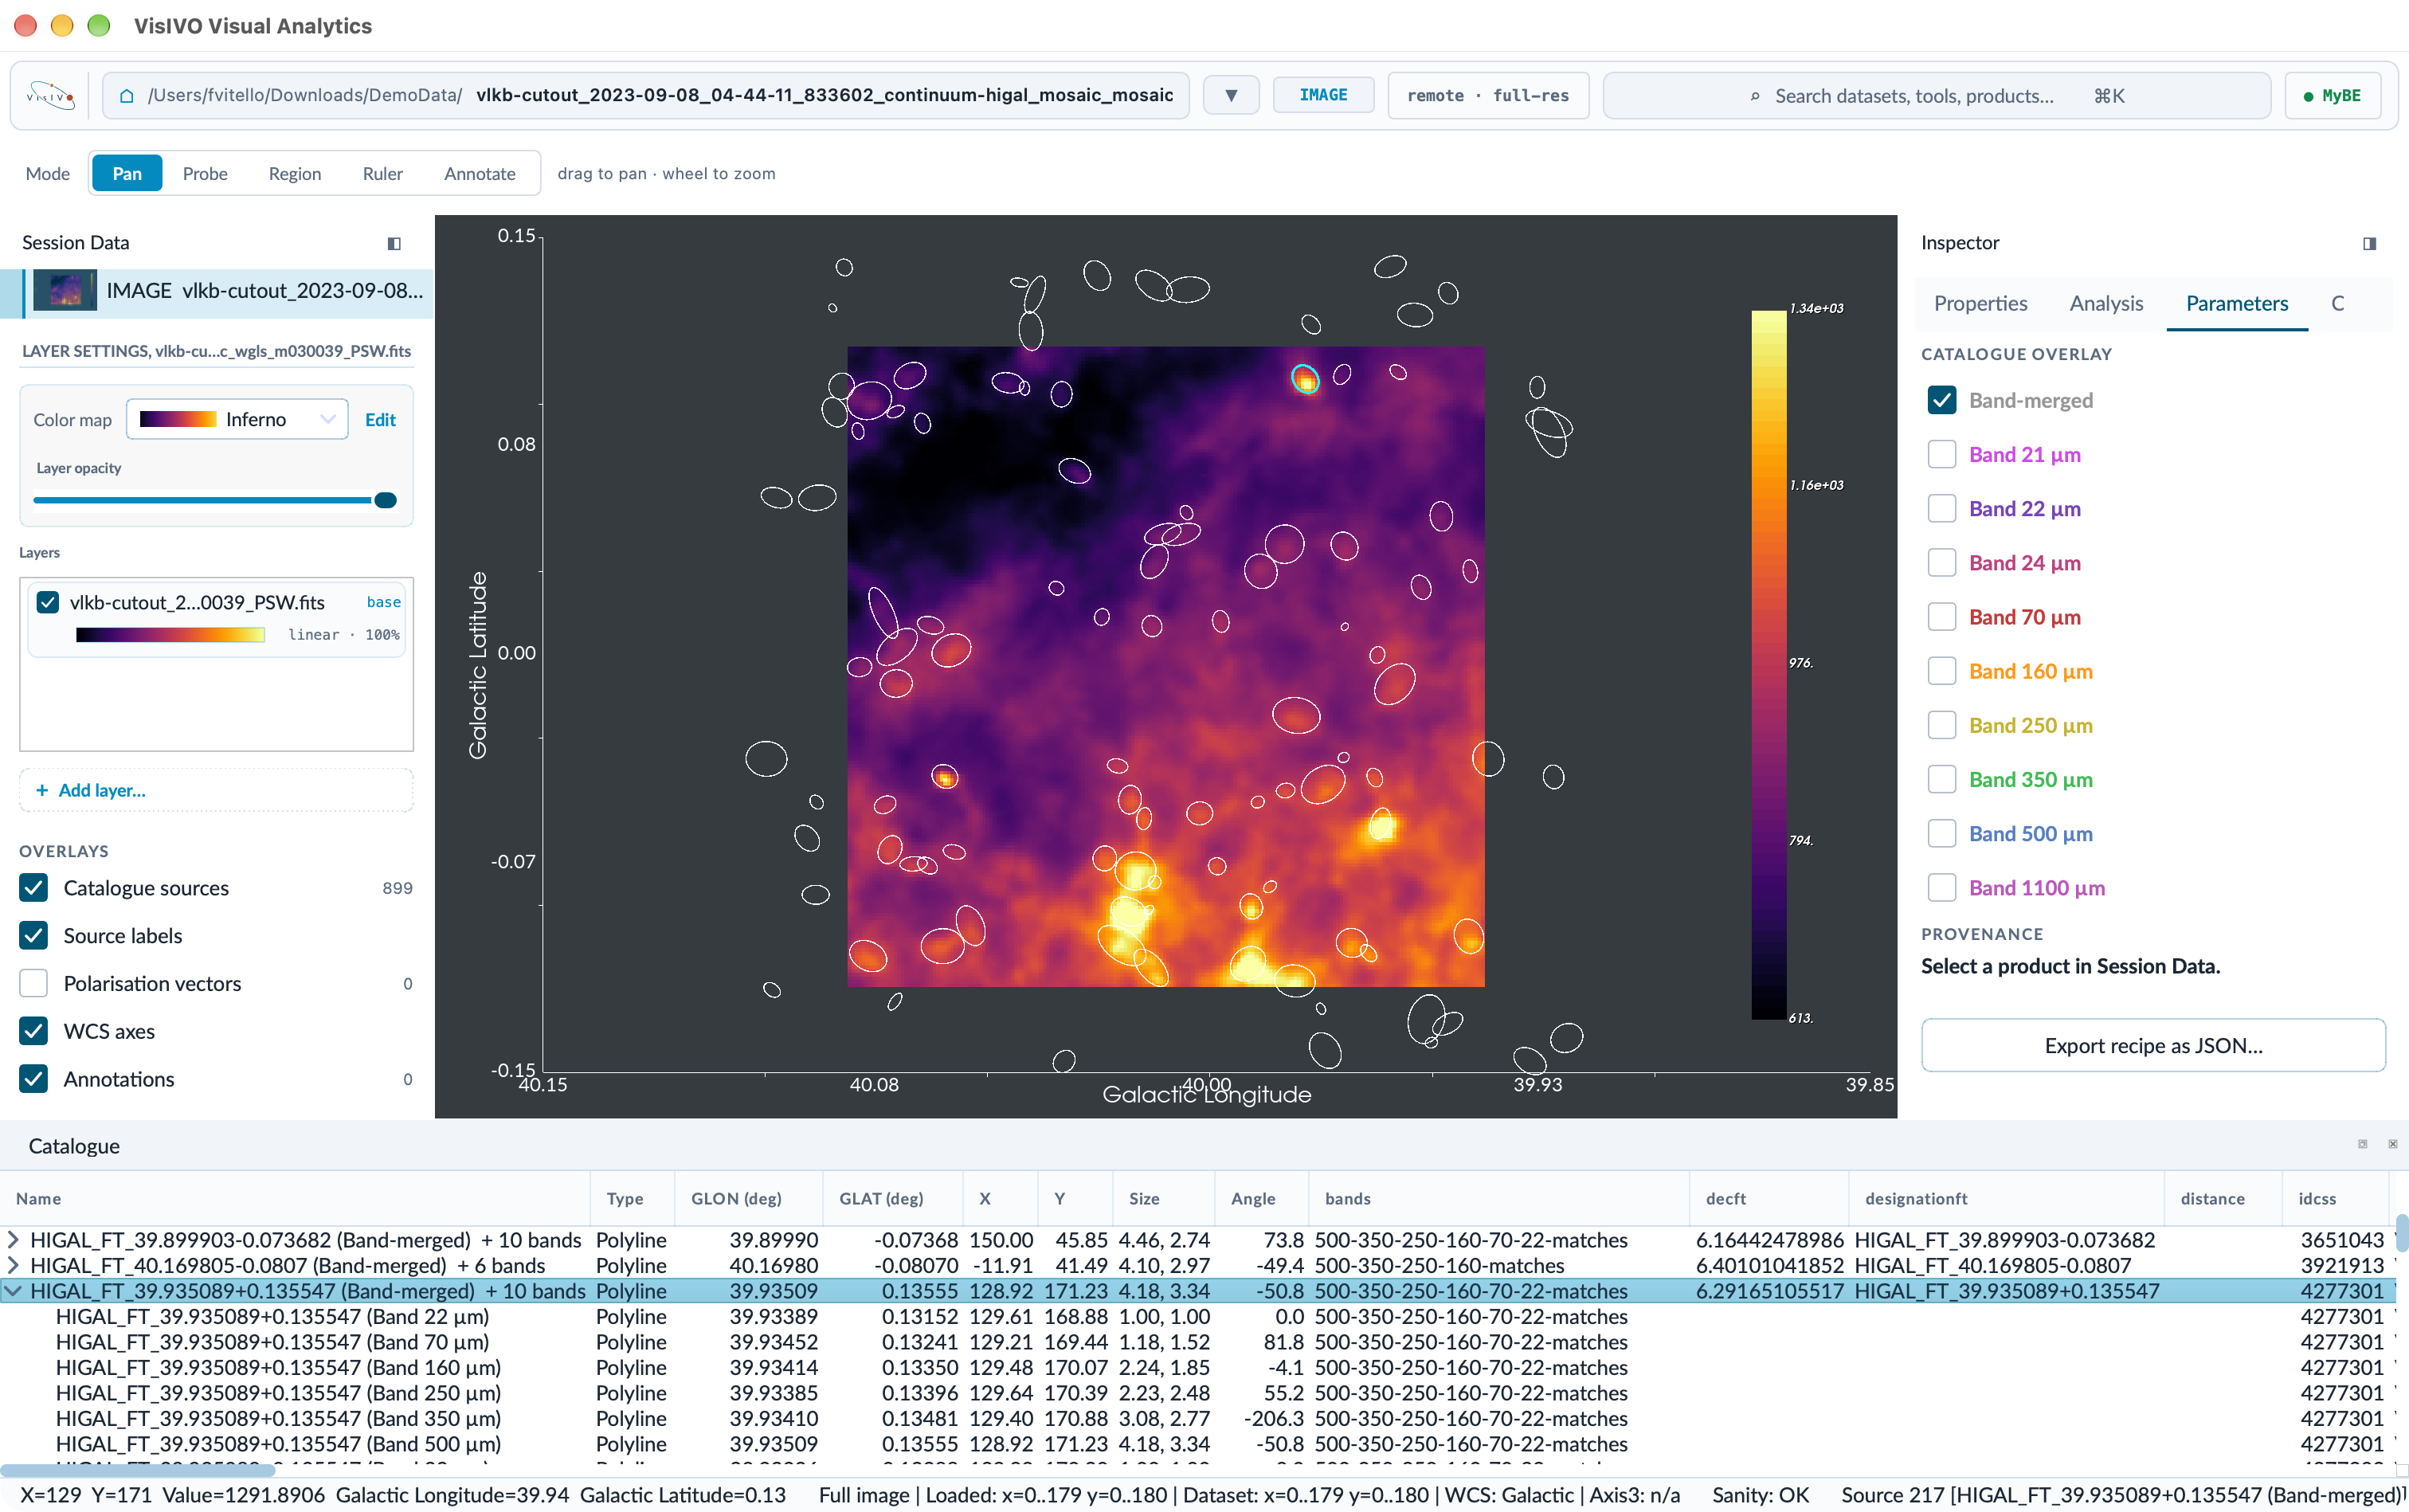 VisIVO Visual Analytics
VISIVO
/Users/fvitello/Downloads/DemoData/ vlkb-cutout_2023-09-08_04-44-11_833602_continuum-higal_mosaic_mosaic
▼
IMAGE
remote · full-res
Search datasets, tools, products... ⌘K
● MyBE
Mode Pan Probe Region Ruler Annotate drag to pan · wheel to zoom
Session Data
IMAGE vlkb-cutout_2023-09-08...
LAYER SETTINGS, vlkb-cu...c_wgls_m030039_PSW.fits
Color map Inferno Edit
Layer opacity
Layers
vlkb-cutout_2...0039_PSW.fits base
linear · 100%
+ Add layer...
OVERLAYS
Catalogue sources 899
Source labels
Polarisation vectors 0
WCS axes
Annotations 0
0.15
0.08
0.00
-0.07
-0.15
Galactic Latitude
40.15 40.08 40.00 39.93 39.85
Galactic Longitude
1.34e+03
1.16e+03
976.
794.
613.
Inspector
Properties Analysis Parameters C
CATALOGUE OVERLAY
Band-merged
Band 21 µm
Band 22 µm
Band 24 µm
Band 70 µm
Band 160 µm
Band 250 µm
Band 350 µm
Band 500 µm
Band 1100 µm
PROVENANCE
Select a product in Session Data.
Export recipe as JSON...
Catalogue
Name Type GLON (deg) GLAT (deg) X Y Size Angle bands decft designationft distance idcss
HIGAL_FT_39.899903-0.073682 (Band-merged) + 10 bands Polyline 39.89990 -0.07368 150.00 45.85 4.46, 2.74 73.8 500-350-250-160-70-22-matches 6.16442478986 HIGAL_FT_39.899903-0.073682 3651043
HIGAL_FT_40.169805-0.0807 (Band-merged) + 6 bands Polyline 40.16980 -0.08070 -11.91 41.49 4.10, 2.97 -49.4 500-350-250-160-matches 6.40101041852 HIGAL_FT_40.169805-0.0807 3921913
HIGAL_FT_39.935089+0.135547 (Band-merged) + 10 bands Polyline 39.93509 0.13555 128.92 171.23 4.18, 3.34 -50.8 500-350-250-160-70-22-matches 6.29165105517 HIGAL_FT_39.935089+0.135547 4277301
HIGAL_FT_39.935089+0.135547 (Band 22 µm) Polyline 39.93389 0.13152 129.61 168.88 1.00, 1.00 0.0 500-350-250-160-70-22-matches 4277301
HIGAL_FT_39.935089+0.135547 (Band 70 µm) Polyline 39.93452 0.13241 129.21 169.44 1.18, 1.52 81.8 500-350-250-160-70-22-matches 4277301
HIGAL_FT_39.935089+0.135547 (Band 160 µm) Polyline 39.93414 0.13350 129.48 170.07 2.24, 1.85 -4.1 500-350-250-160-70-22-matches 4277301
HIGAL_FT_39.935089+0.135547 (Band 250 µm) Polyline 39.93385 0.13396 129.64 170.39 2.23, 2.48 55.2 500-350-250-160-70-22-matches 4277301
HIGAL_FT_39.935089+0.135547 (Band 350 µm) Polyline 39.93410 0.13481 129.40 170.88 3.08, 2.77 -206.3 500-350-250-160-70-22-matches 4277301
HIGAL_FT_39.935089+0.135547 (Band 500 µm) Polyline 39.93509 0.13555 128.92 171.23 4.18, 3.34 -50.8 500-350-250-160-70-22-matches 4277301
X=129 Y=171 Value=1291.8906 Galactic Longitude=39.94 Galactic Latitude=0.13 Full image | Loaded: x=0..179 y=0..180 | Dataset: x=0..179 y=0..180 | WCS: Galactic | Axis3: n/a Sanity: OK Source 217 [HIGAL_FT_39.935089+0.135547 (Band-merged)]